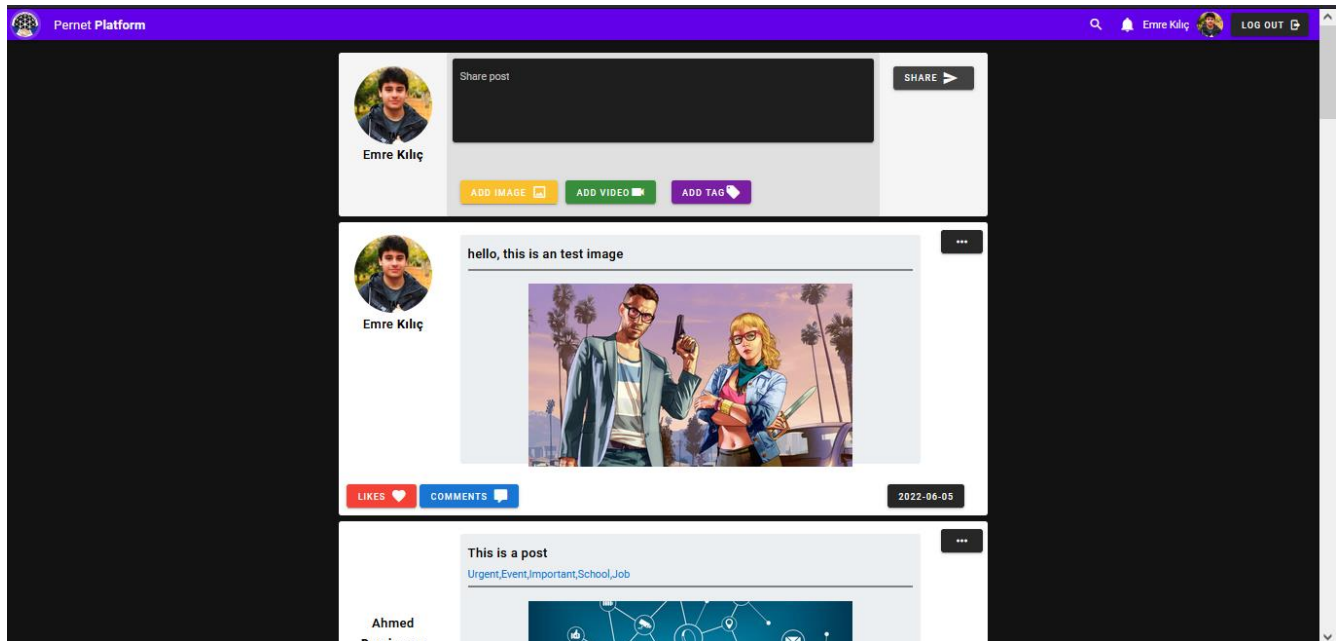 Pernet Platform
Emre Kılıç
LOG OUT
Share post
SHARE
Emre Kılıç
ADD IMAGE
ADD VIDEO
ADD TAG
hello, this is an test image
Emre Kılıç
LIKES
COMMENTS
2022-06-05
This is a post
Urgent,Event,Important,School,Job
Ahmed